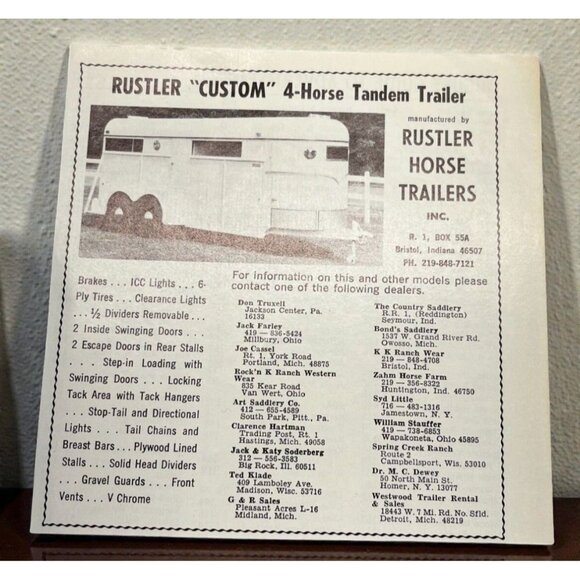 RUSTLER "CUSTOM" 4-Horse Tandem Trailer
manufactured by
RUSTLER
HORSE
TRAILERS
INC.
R. 1, BOX 55A
Bristol, Indiana 46507
PH. 219-848-7121
Brakes . . . ICC Lights . . . 6-
Ply Tires . . . Clearance Lights
. . . ½ Dividers Removable . . .
2 Inside Swinging Doors . . .
2 Escape Doors in Rear Stalls
. . . Step-in Loading with
Swinging Doors . . . Locking
Tack Area with Tack Hangers
. . . Stop-Tail and Directional
Lights . . . Tail Chains and
Breast Bars . . . Plywood Lined
Stalls . . . Solid Head Dividers
. . . Gravel Guards . . . Front
Vents . . . V Chrome
For information on this and other models please
contact one of the following dealers.
Don Truxell
Jackson Center, Pa.
16133
Jack Farley
419 — 836-5424
Millbury, Ohio
Joe Cassel
Rt. 1, York Road
Portland, Mich. 48875
Rock'n K Ranch Western
Wear
835 Kear Road
Van Wert, Ohio
Art Saddlery Co.
412 — 655-4589
South Park, Pitt., Pa.
Clarence Hartman
Trading Post, Rt. 1
Hastings, Mich. 49058
Jack & Katy Soderberg
312 — 556-3583
Big Rock, Ill. 60511
Ted Klade
409 Lamboley Ave.
Madison, Wisc. 53716
G & R Sales
Pleasant Acres L-16
Midland, Mich.
The Country Saddlery
R.R. 1, (Reddington)
Seymour, Ind.
Bond's Saddlery
1537 W. Grand River Rd.
Owosso, Mich.
K K Ranch Wear
219 — 848-4708
Bristol, Ind.
Zahm Horse Farm
219 — 356-8322
Huntington, Ind. 46750
Syd Little
716 — 483-1316
Jamestown, N. Y.
William Stauffer
419 — 738-6853
Wapakoneta, Ohio 45895
Spring Creek Ranch
Route 2
Campbellsport, Wis. 53010
Dr. M. C. Dewey
50 North Main St.
Homer, N. Y. 13077
Westwood Trailer Rental
& Sales
18443 W. 7 Mi. Rd. No. Sfld.
Detroit, Mich. 48219